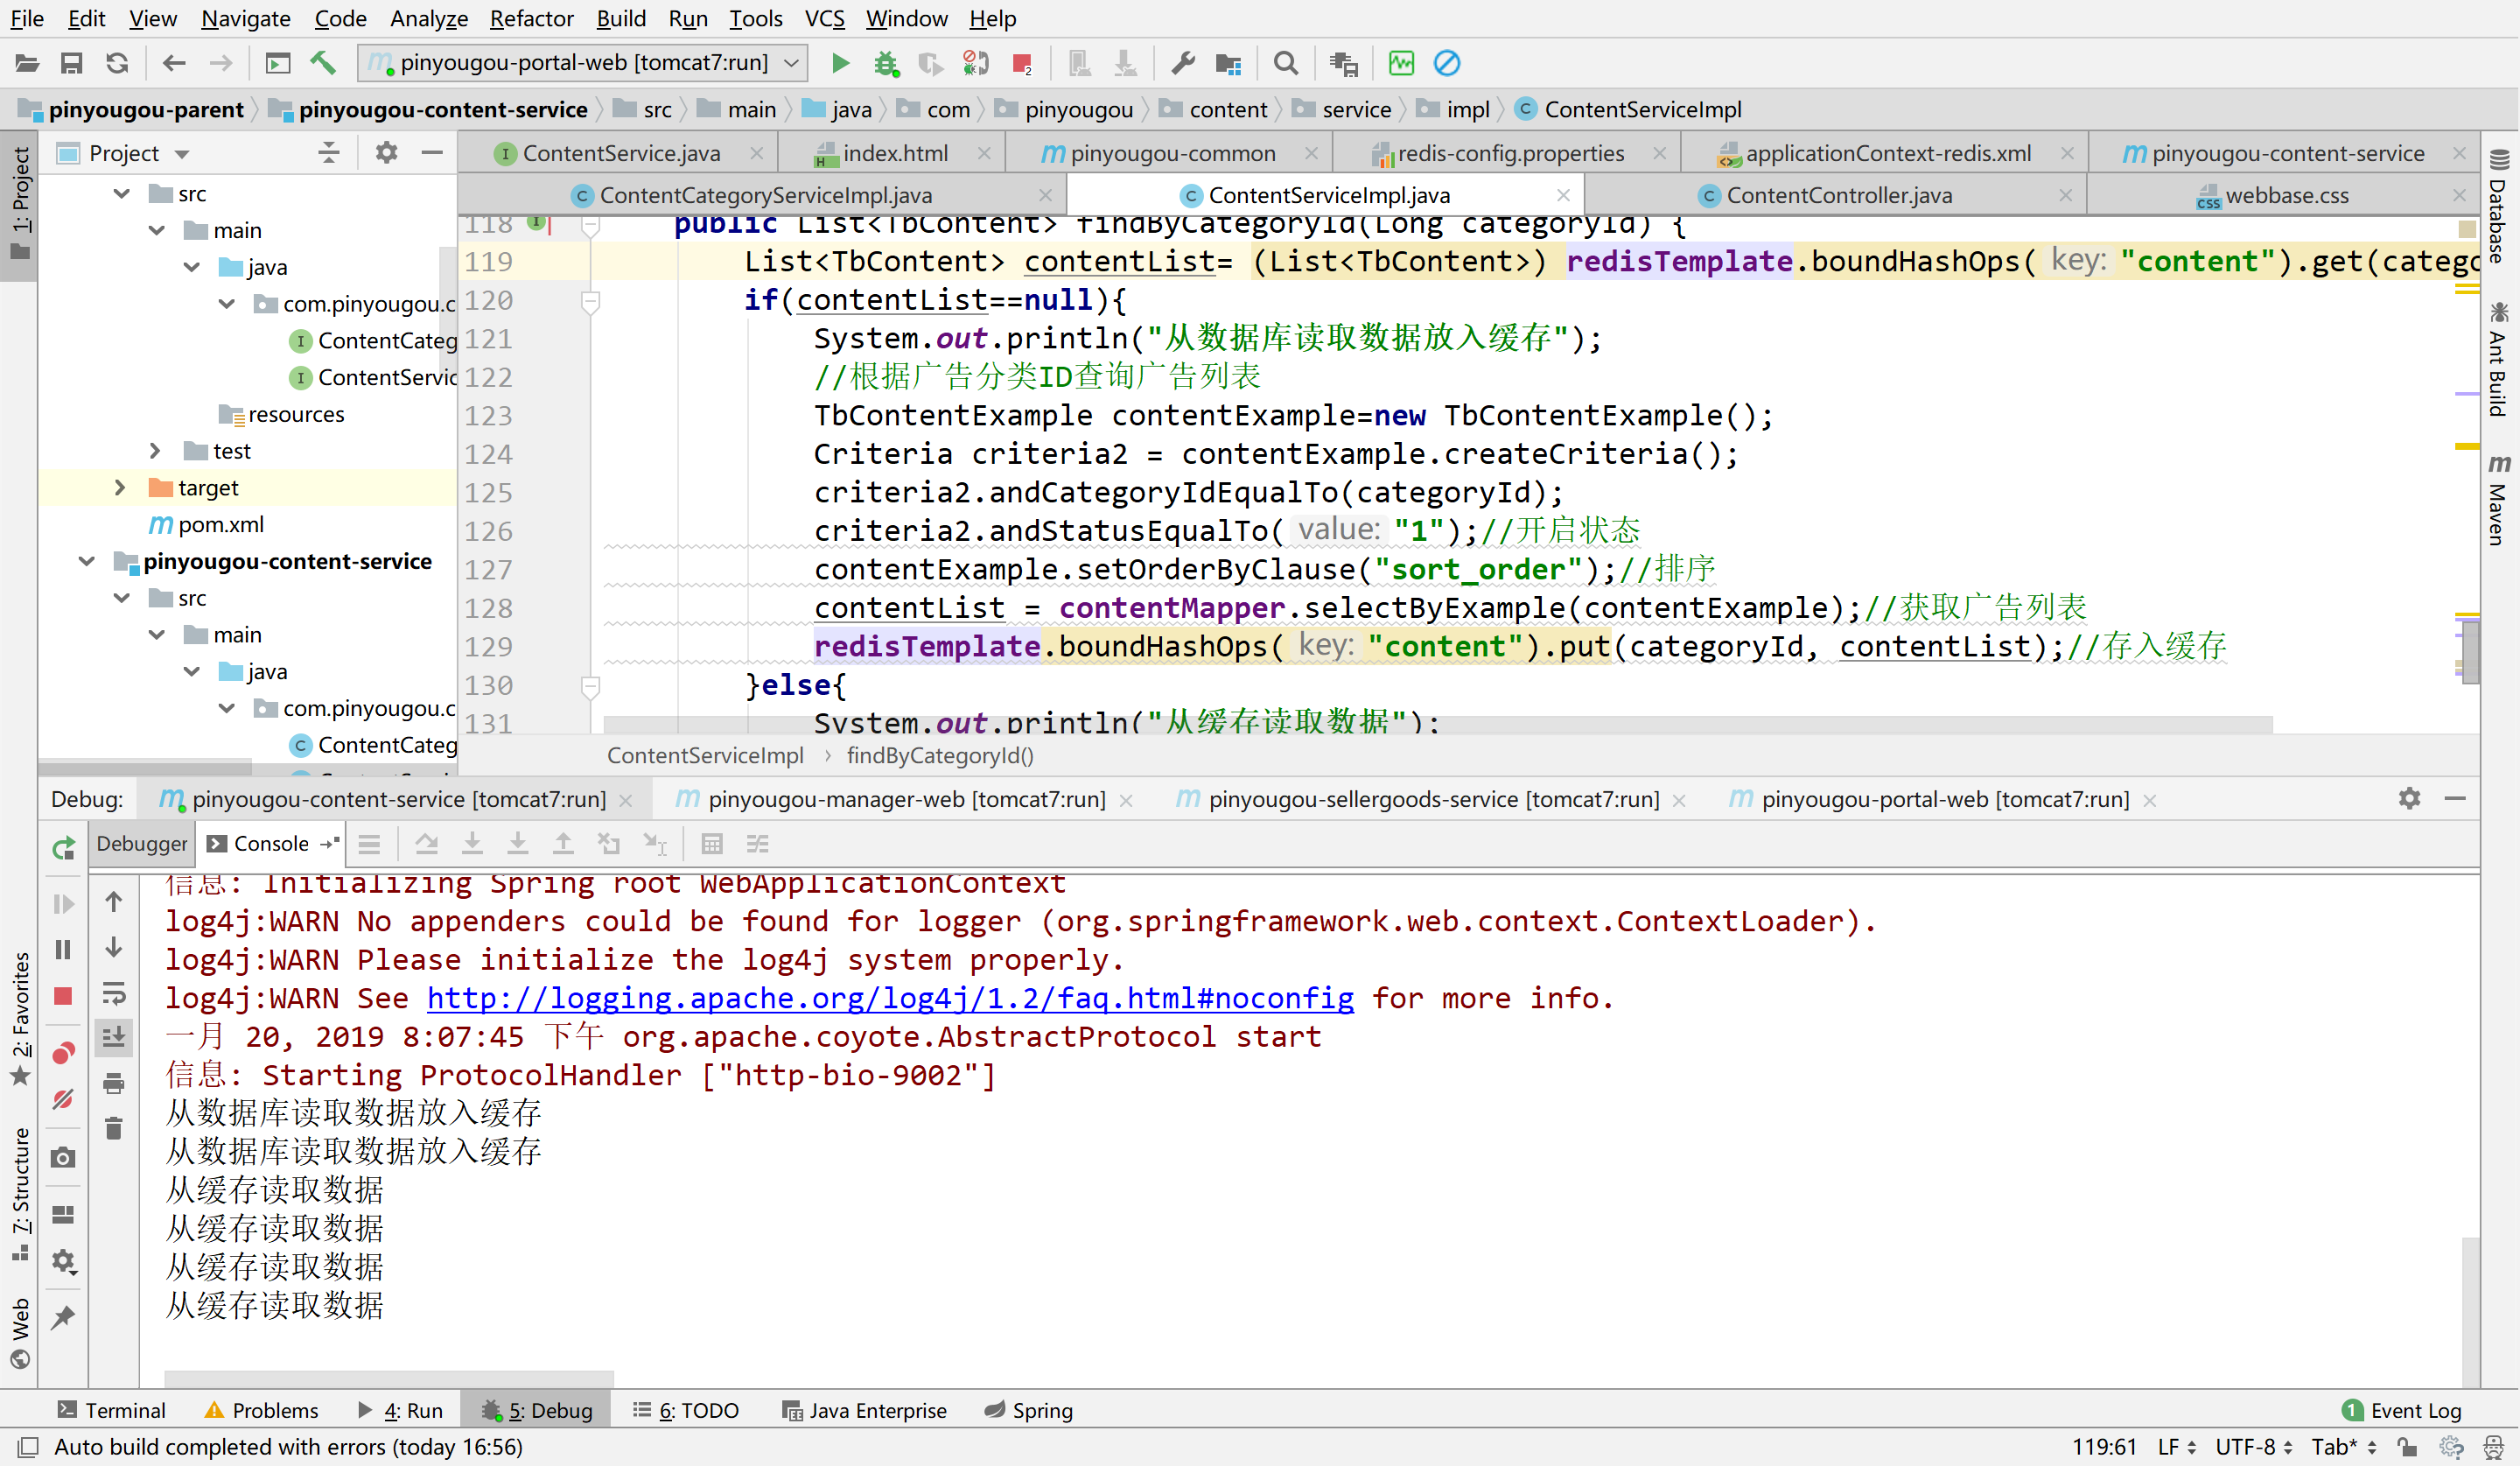 File Edit View Navigate Code Analyze Refactor Build Run Tools VCS Window Help
pinyougou-portal-web [tomcat7:run]
pinyougou-parent pinyougou-content-service src main java com pinyougou content service impl ContentServiceImpl
Project
ContentService.java index.html pinyougou-common redis-config.properties applicationContext-redis.xml pinyougou-content-service
ContentCategoryServiceImpl.java ContentServiceImpl.java ContentController.java webbase.css
1: Project
2: Favorites
7: Structure
Web
Database
Ant Build
Maven
src
main
java
com.pinyougou.c
ContentCateg
ContentServic
resources
test
target
pom.xml
pinyougou-content-service
src
main
java
com.pinyougou.c
ContentCateg
118 public List<TbContent> findByCategoryId(Long categoryId) {
119 List<TbContent> contentList= (List<TbContent>) redisTemplate.boundHashOps( key: "content").get(catego
120 if(contentList==null){
121 System.out.println("从数据库读取数据放入缓存");
122 //根据广告分类ID查询广告列表
123 TbContentExample contentExample=new TbContentExample();
124 Criteria criteria2 = contentExample.createCriteria();
125 criteria2.andCategoryIdEqualTo(categoryId);
126 criteria2.andStatusEqualTo( value: "1");//开启状态
127 contentExample.setOrderByClause("sort_order");//排序
128 contentList = contentMapper.selectByExample(contentExample);//获取广告列表
129 redisTemplate.boundHashOps( key: "content").put(categoryId, contentList);//存入缓存
130 }else{
131 System.out.println("从缓存读取数据");
ContentServiceImpl › findByCategoryId()
Debug: pinyougou-content-service [tomcat7:run] pinyougou-manager-web [tomcat7:run] pinyougou-sellergoods-service [tomcat7:run] pinyougou-portal-web [tomcat7:run]
Debugger Console
信息: Initializing Spring root WebApplicationContext
log4j:WARN No appenders could be found for logger (org.springframework.web.context.ContextLoader).
log4j:WARN Please initialize the log4j system properly.
log4j:WARN See http://logging.apache.org/log4j/1.2/faq.html#noconfig for more info.
一月 20, 2019 8:07:45 下午 org.apache.coyote.AbstractProtocol start
信息: Starting ProtocolHandler ["http-bio-9002"]
从数据库读取数据放入缓存
从数据库读取数据放入缓存
从缓存读取数据
从缓存读取数据
从缓存读取数据
从缓存读取数据
Terminal Problems 4: Run 5: Debug 6: TODO Java Enterprise Spring 1 Event Log
Auto build completed with errors (today 16:56) 119:61 LF UTF-8 Tab*